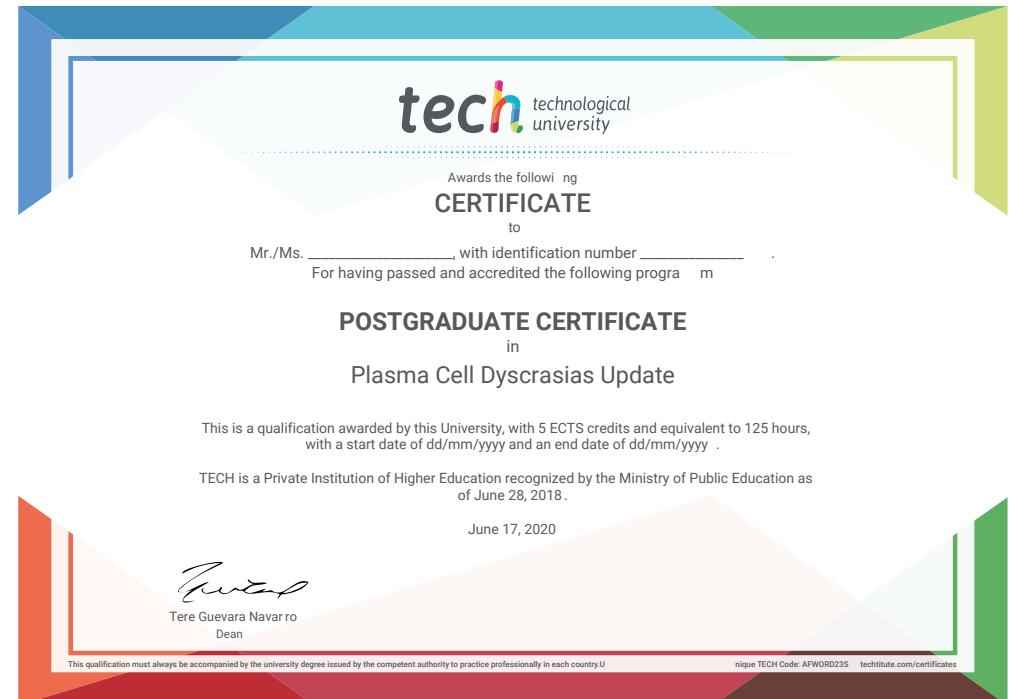 tech technological
university
Awards the followi ng
CERTIFICATE
to
Mr./Ms. ____________________, with identification number ______________ .
For having passed and accredited the following progra m
POSTGRADUATE CERTIFICATE
in
Plasma Cell Dyscrasias Update
This is a qualification awarded by this University, with 5 ECTS credits and equivalent to 125 hours,
with a start date of dd/mm/yyyy and an end date of dd/mm/yyyy .
TECH is a Private Institution of Higher Education recognized by the Ministry of Public Education as
of June 28, 2018 .
June 17, 2020
Tere Guevara Navar ro
Dean
This qualification must always be accompanied by the university degree issued by the competent authority to practice professionally in each country.U nique TECH Code: AFWORD23S techtitute.com/certificates